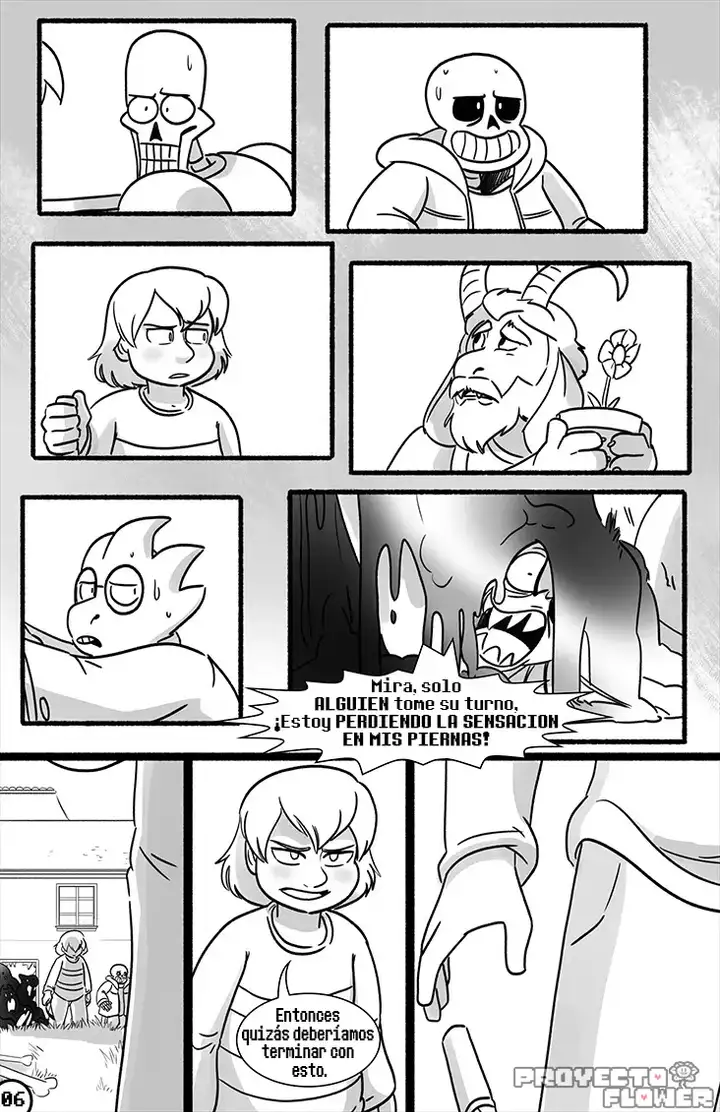 Mira, solo
ALGUIEN tome su turno,
¡Estoy PERDIENDO LA SENSACION
EN MIS PIERNAS!
Entonces
quizás deberíamos
terminar con
esto.
06
PROYECTO
FLOWER